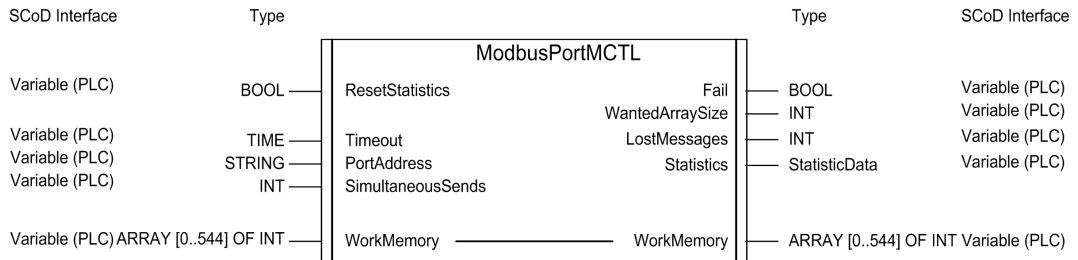 SCoD Interface Type Type SCoD Interface
ModbusPortMCTL
Variable (PLC) BOOL ResetStatistics Fail BOOL Variable (PLC)
WantedArraySize INT Variable (PLC)
Variable (PLC) TIME Timeout LostMessages INT Variable (PLC)
Variable (PLC) STRING PortAddress Statistics StatisticData Variable (PLC)
Variable (PLC) INT SimultaneousSends
Variable (PLC) ARRAY [0..544] OF INT WorkMemory WorkMemory ARRAY [0..544] OF INT Variable (PLC)